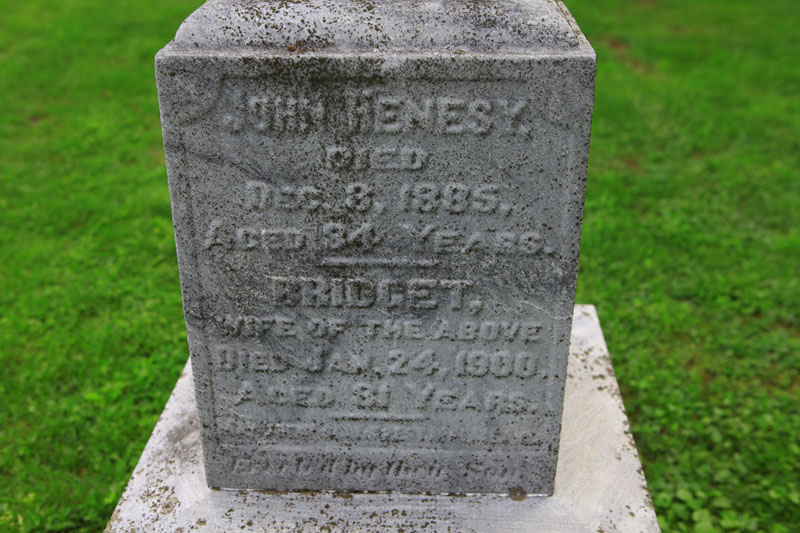 JOHN HENESY,
DIED
DEC. 8, 1885,
AGED 84 YEARS.
BRIDGET,
WIFE OF THE ABOVE
DIED JAN. 24, 1900.
AGED 81 YEARS.